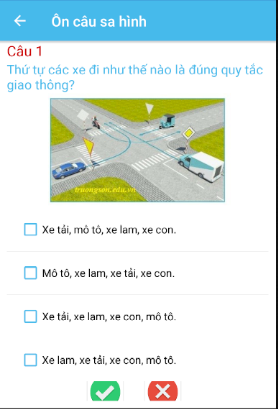 Ôn câu sa hình
Câu 1
Thứ tự các xe đi như thế nào là đúng quy tắc
giao thông?
truongson.edu.vn
Xe tải, mô tô, xe lam, xe con.
Mô tô, xe lam, xe tải, xe con.
Xe tải, xe lam, xe con, mô tô.
Xe lam, xe tải, xe con, mô tô.